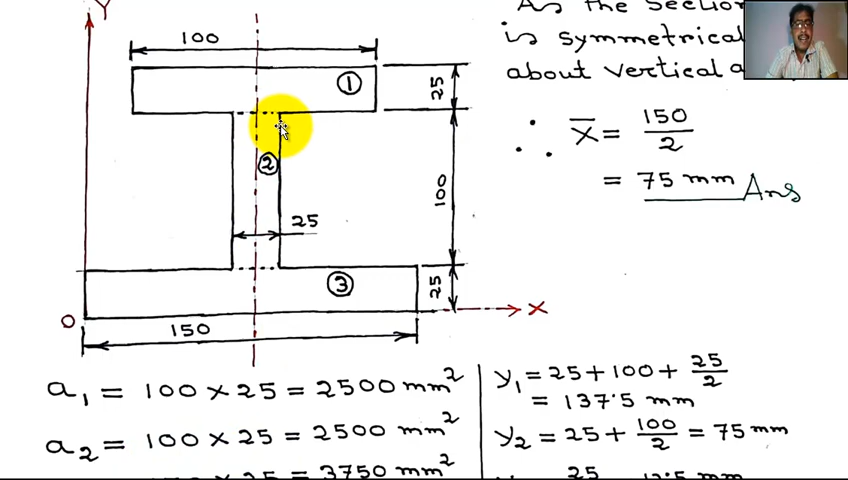 Y
100
①
25
②
100
25
③
25
O
X
150
As the Section
is symmetrical
about vertical a
∴ X̅ = 150/2
= 75 mm Ans
a₁ = 100 × 25 = 2500 mm²
a₂ = 100 × 25 = 2500 mm²
× 25 = 3750 mm²
y₁ = 25 + 100 + 25/2
= 137.5 mm
y₂ = 25 + 100/2 = 75 mm
25